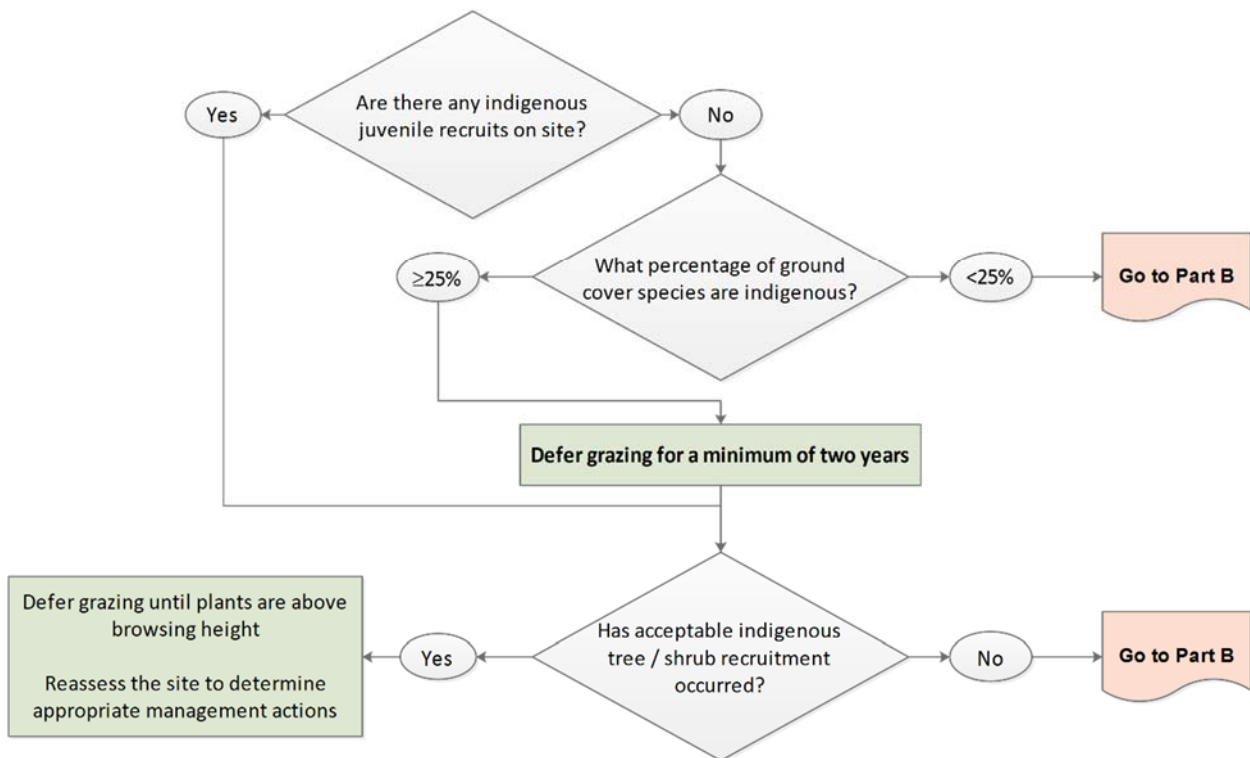 Are there any indigenous
juvenile recruits on site?
Yes
No
What percentage of ground
cover species are indigenous?
≥25%
<25%
Go to Part B
Defer grazing for a minimum of two years
Has acceptable indigenous
tree / shrub recruitment
occurred?
Yes
No
Go to Part B
Defer grazing until plants are above
browsing height
Reassess the site to determine
appropriate management actions